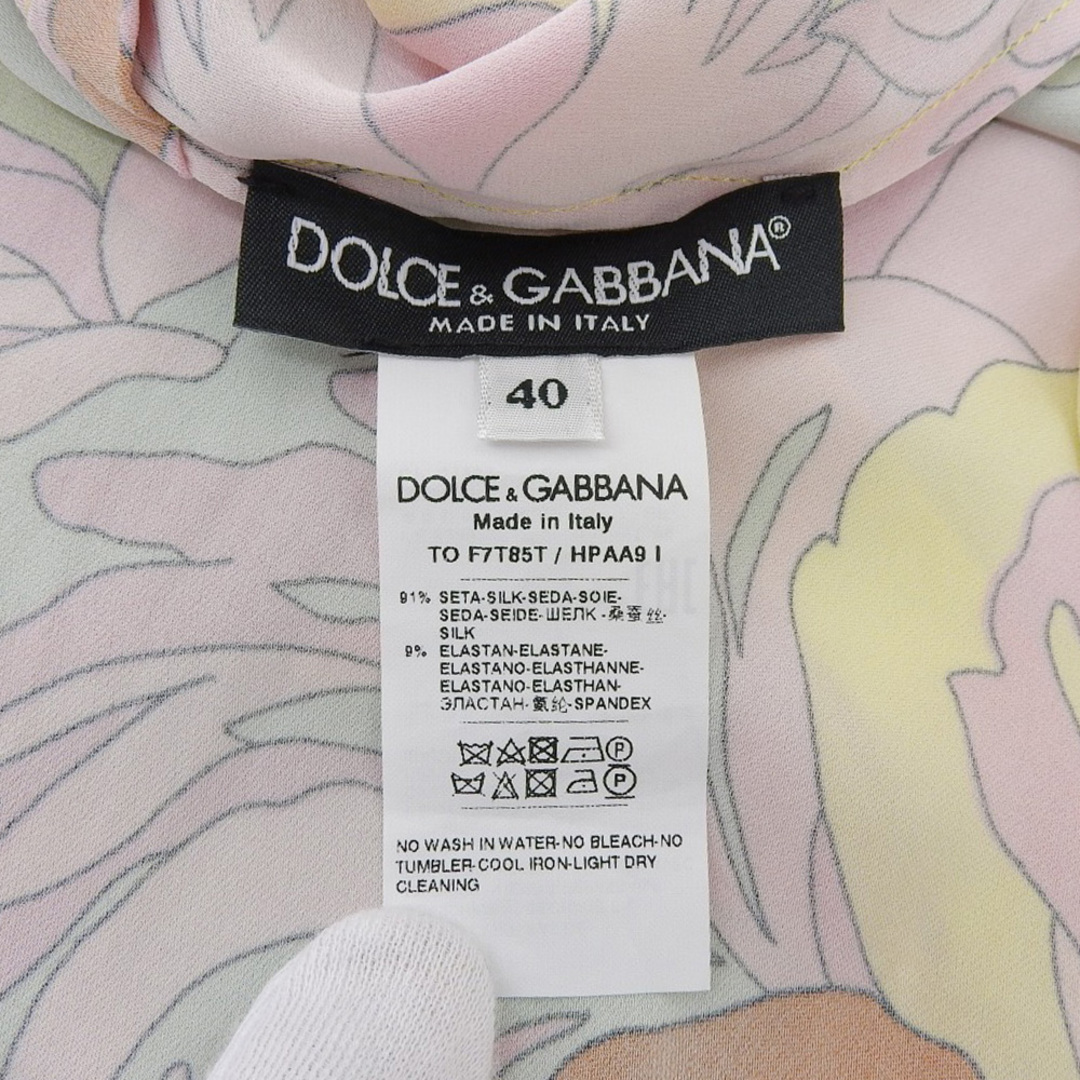 DOLCE & GABBANA®
MADE IN ITALY
40
DOLCE & GABBANA
Made in Italy
TO F7T85T / HPAA9 I
EAC
91% SETA-SILK-SEDA-SOIE-
SEDA-SEIDE-ШЕЛК-桑蚕丝-
SILK
9% ELASTAN-ELASTANE-
ELASTANO-ELASTHANNE-
ELASTANO-ELASTHAN-
ЭЛАСТАН-氨纶-SPANDEX
P
P
NO WASH IN WATER-NO BLEACH-NO
TUMBLER-COOL IRON-LIGHT DRY
CLEANING